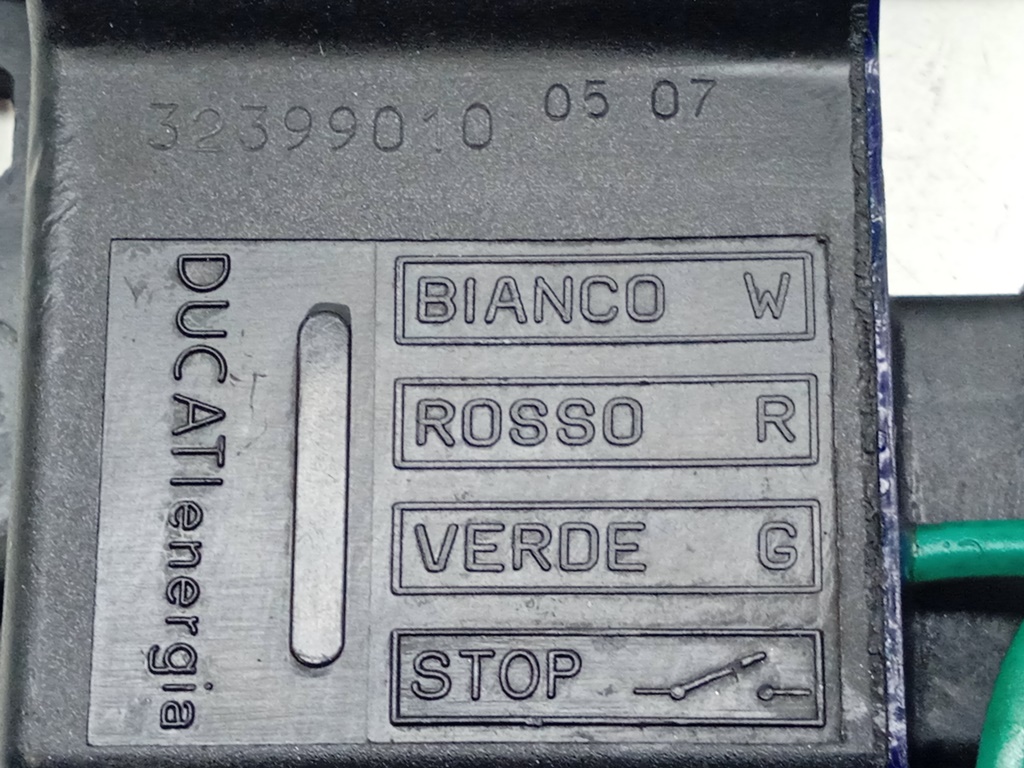 32399010 05 07
DUCATIenergia
BIANCO W
ROSSO R
VERDE G
STOP